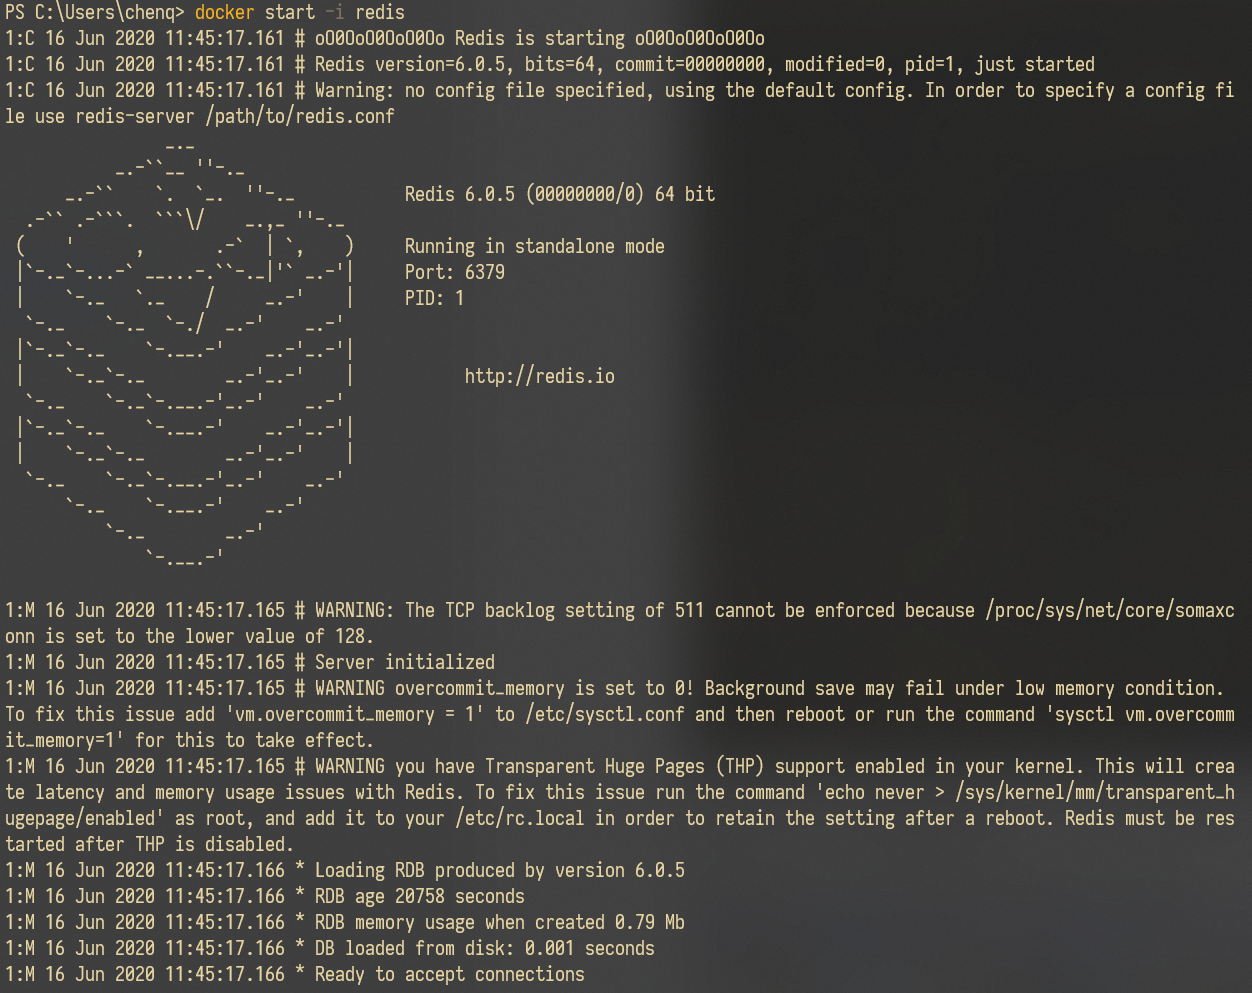 PS C:\Users\chenq> docker start -i redis
1:C 16 Jun 2020 11:45:17.161 # oO0OoO0OoO0Oo Redis is starting oO0OoO0OoO0Oo
1:C 16 Jun 2020 11:45:17.161 # Redis version=6.0.5, bits=64, commit=00000000, modified=0, pid=1, just started
1:C 16 Jun 2020 11:45:17.161 # Warning: no config file specified, using the default config. In order to specify a config fi
le use redis-server /path/to/redis.conf
Redis 6.0.5 (00000000/0) 64 bit
Running in standalone mode
Port: 6379
PID: 1
http://redis.io
1:M 16 Jun 2020 11:45:17.165 # WARNING: The TCP backlog setting of 511 cannot be enforced because /proc/sys/net/core/somaxc
onn is set to the lower value of 128.
1:M 16 Jun 2020 11:45:17.165 # Server initialized
1:M 16 Jun 2020 11:45:17.165 # WARNING overcommit_memory is set to 0! Background save may fail under low memory condition.
To fix this issue add 'vm.overcommit_memory = 1' to /etc/sysctl.conf and then reboot or run the command 'sysctl vm.overcomm
it_memory=1' for this to take effect.
1:M 16 Jun 2020 11:45:17.165 # WARNING you have Transparent Huge Pages (THP) support enabled in your kernel. This will crea
te latency and memory usage issues with Redis. To fix this issue run the command 'echo never > /sys/kernel/mm/transparent_h
ugepage/enabled' as root, and add it to your /etc/rc.local in order to retain the setting after a reboot. Redis must be res
tarted after THP is disabled.
1:M 16 Jun 2020 11:45:17.166 * Loading RDB produced by version 6.0.5
1:M 16 Jun 2020 11:45:17.166 * RDB age 20758 seconds
1:M 16 Jun 2020 11:45:17.166 * RDB memory usage when created 0.79 Mb
1:M 16 Jun 2020 11:45:17.166 * DB loaded from disk: 0.001 seconds
1:M 16 Jun 2020 11:45:17.166 * Ready to accept connections